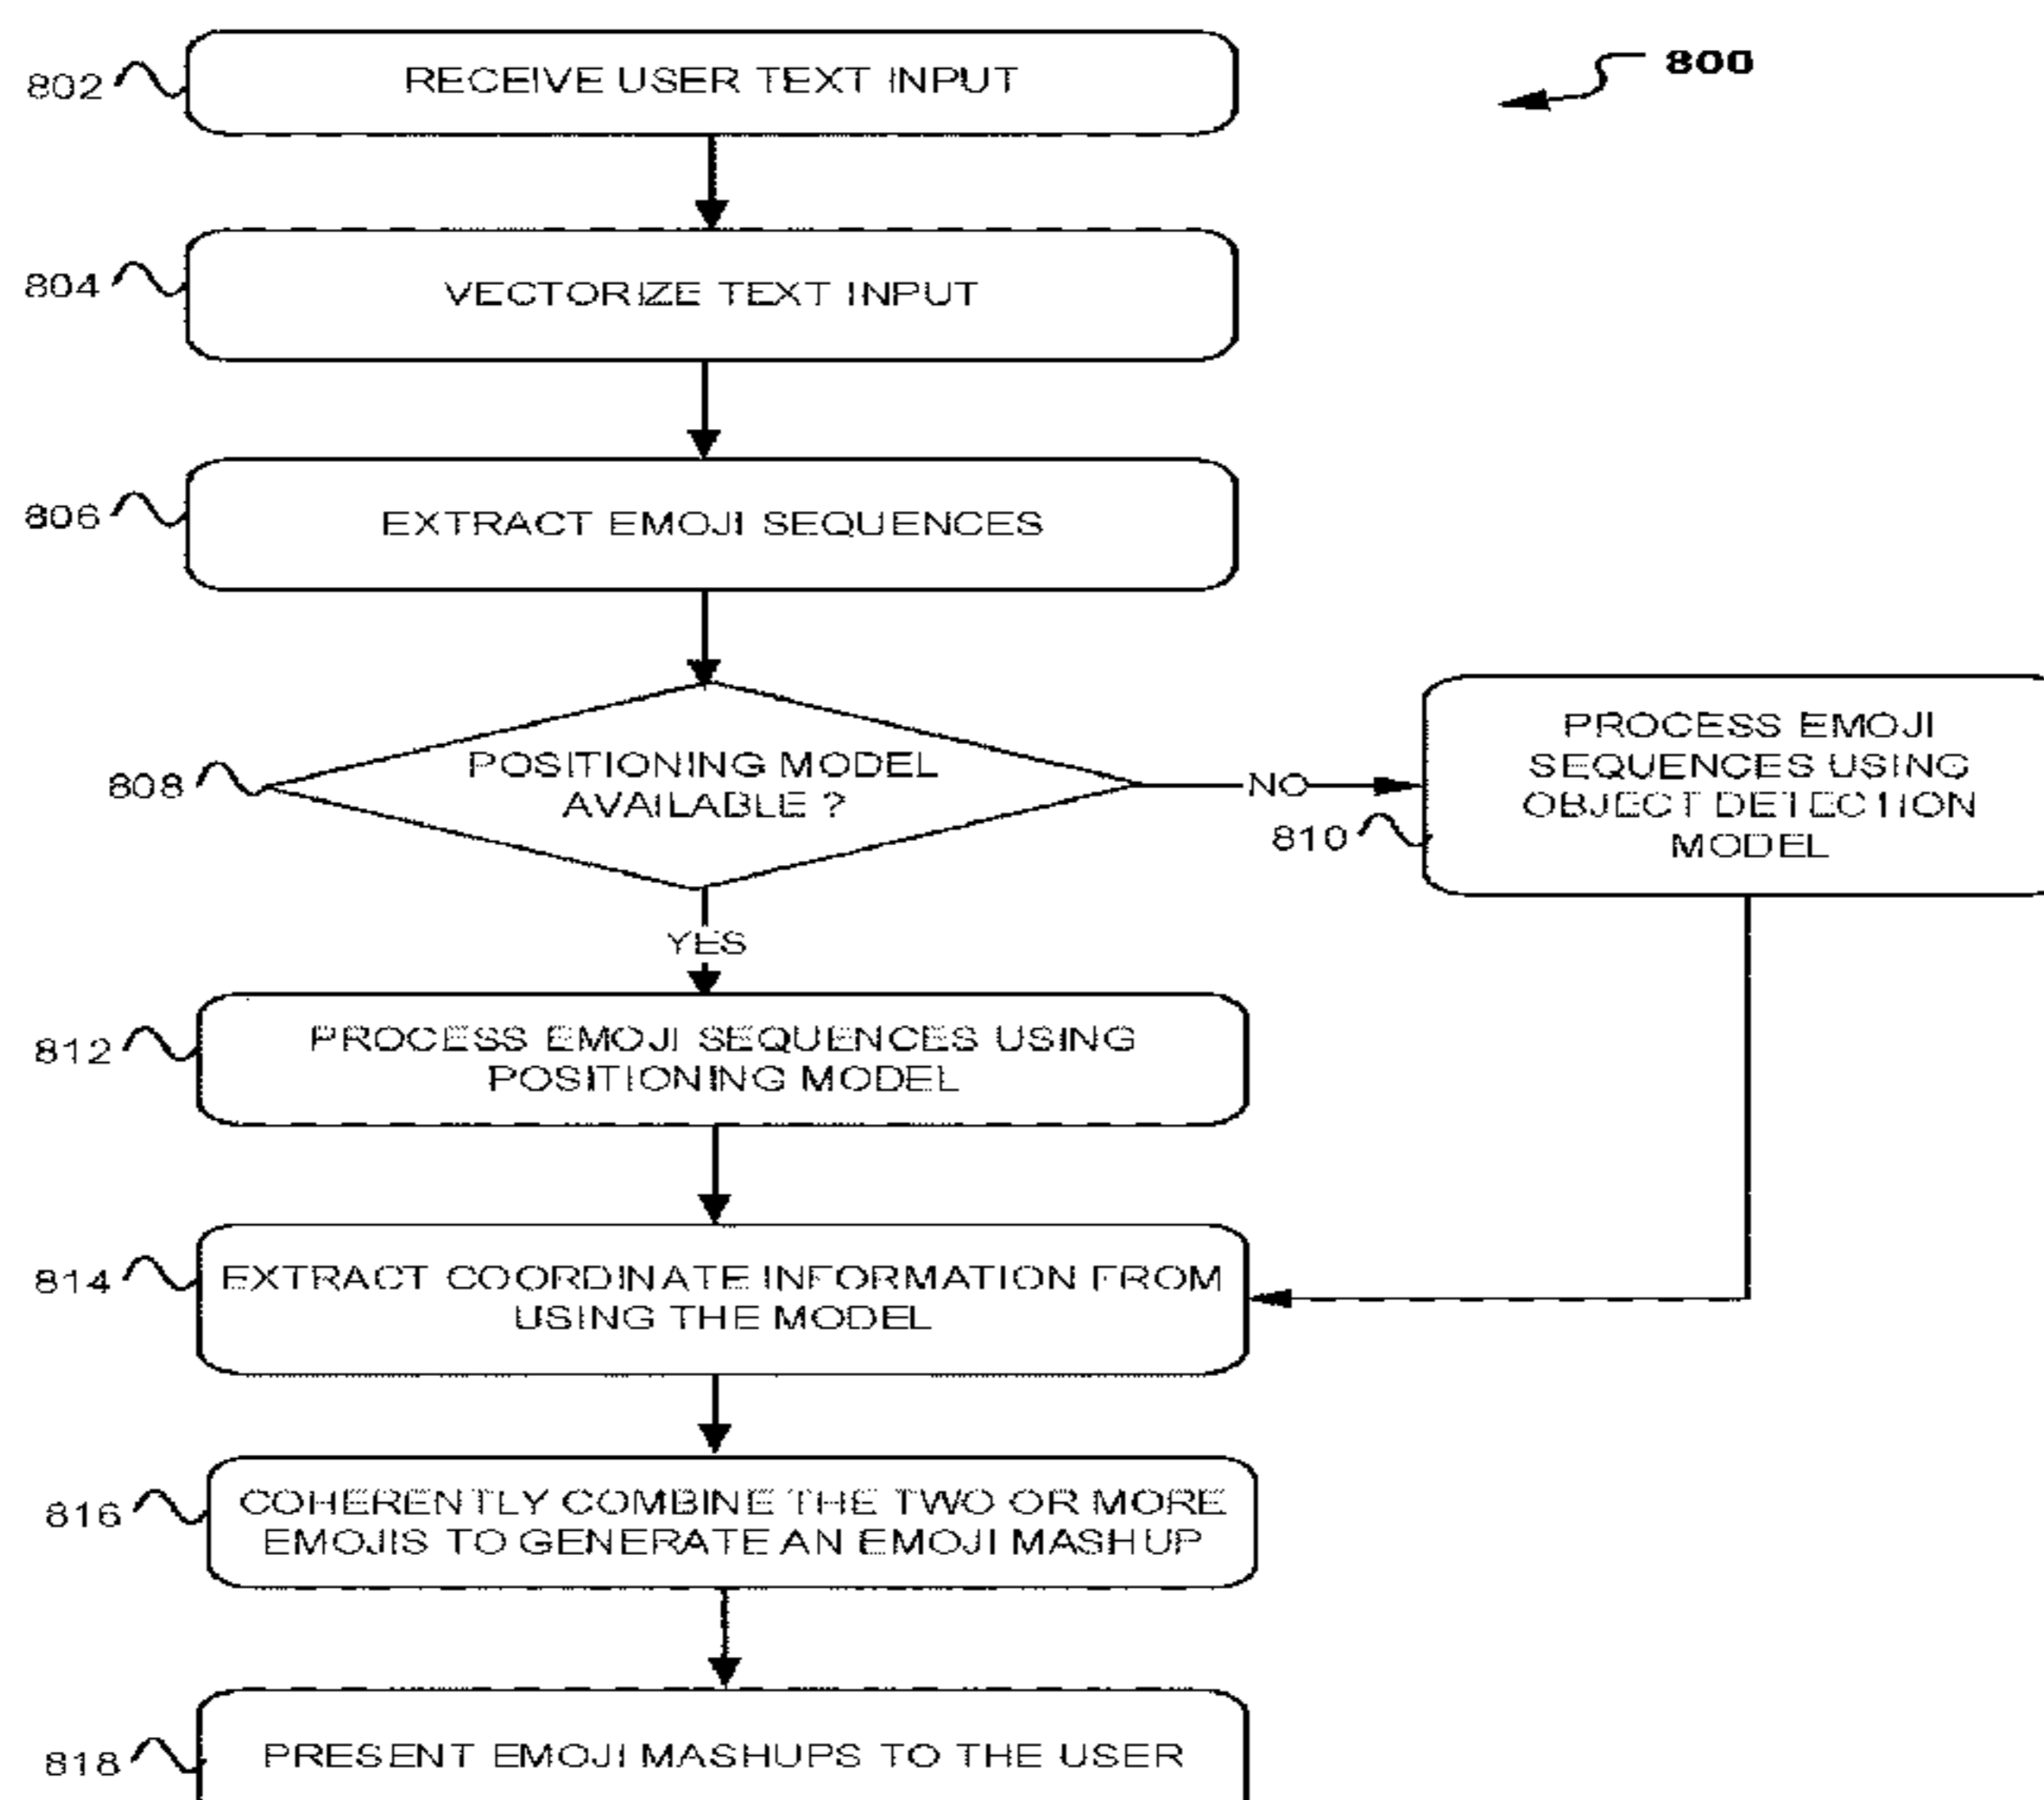 802
RECEIVE USER TEXT INPUT
800
804
VECTORIZE TEXT INPUT
806
EXTRACT EMOJI SEQUENCES
808
POSITIONING MODEL
AVAILABLE ?
NO
810
PROCESS EMOJI
SEQUENCES USING
OBJECT DETECTION
MODEL
YES
812
PROCESS EMOJI SEQUENCES USING
POSITIONING MODEL
814
EXTRACT COORDINATE INFORMATION FROM
USING THE MODEL
816
COHERENTLY COMBINE THE TWO OR MORE
EMOJIS TO GENERATE AN EMOJI MASHUP
818
PRESENT EMOJI MASHUPS TO THE USER